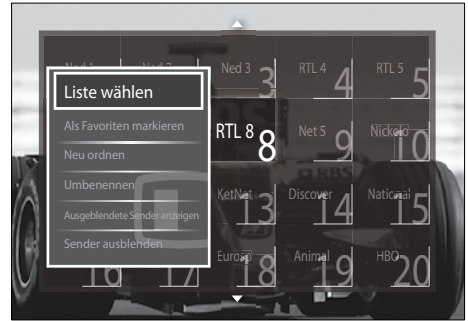 Ned 3 3 RTL 4 4 RTL 5 5
Liste wählen
Als Favoriten markieren
Neu ordnen
Umbenennen
Ausgeblendete Sender anzeigen
Sender ausblenden
RTL 8 8 Net 5 9 10
KetNet 13 Discover 14 National 15
16 17 18 Animal 19 HBO 20
RBS